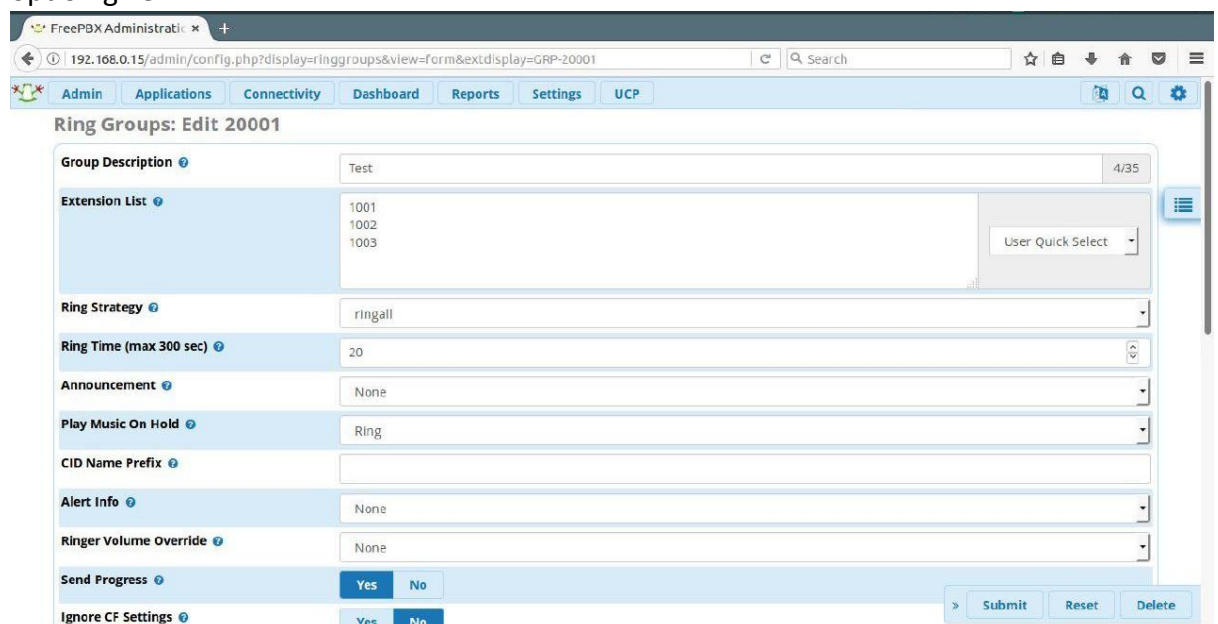 FreePBX Administratic × +
192.168.0.15/admin/config.php?display=ringgroups&view=form&extdisplay=GRP-20001 Search
Admin Applications Connectivity Dashboard Reports Settings UCP
Ring Groups: Edit 20001
Group Description Test 4/35
Extension List 1001
1002
1003 User Quick Select
Ring Strategy ringall
Ring Time (max 300 sec) 20
Announcement None
Play Music On Hold Ring
CID Name Prefix
Alert Info None
Ringer Volume Override None
Send Progress Yes No
Ignore CF Settings Yes No
» Submit Reset Delete